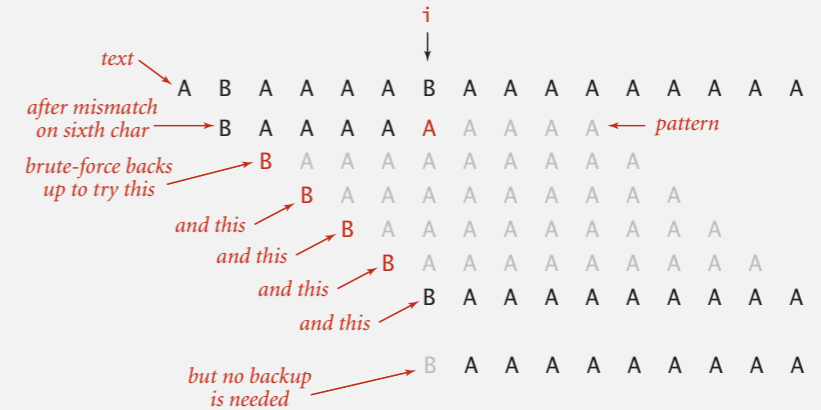 i
text
A B A A A A B A A A A A A A A A
after mismatch
on sixth char
B A A A A A A A A A
pattern
brute-force backs
up to try this
B A A A A A A A A A
and this
B A A A A A A A A A
and this
B A A A A A A A A A
and this
B A A A A A A A A A
and this
B A A A A A A A A A
but no backup
is needed
B A A A A A A A A A